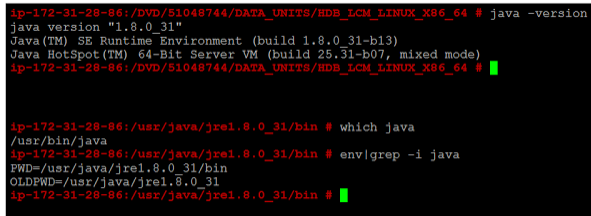 ip-172-31-28-86:/DVD/51048744/DATA_UNITS/HDB_LCM_LINUX_X86_64 # java -version
java version "1.8.0_31"
Java(TM) SE Runtime Environment (build 1.8.0_31-b13)
Java HotSpot(TM) 64-Bit Server VM (build 25.31-b07, mixed mode)
ip-172-31-28-86:/DVD/51048744/DATA_UNITS/HDB_LCM_LINUX_X86_64 #
ip-172-31-28-86:/usr/java/jre1.8.0_31/bin # which java
/usr/bin/java
ip-172-31-28-86:/usr/java/jre1.8.0_31/bin # env|grep -i java
PWD=/usr/java/jre1.8.0_31/bin
OLDPWD=/usr/java/jre1.8.0_31
ip-172-31-28-86:/usr/java/jre1.8.0_31/bin #